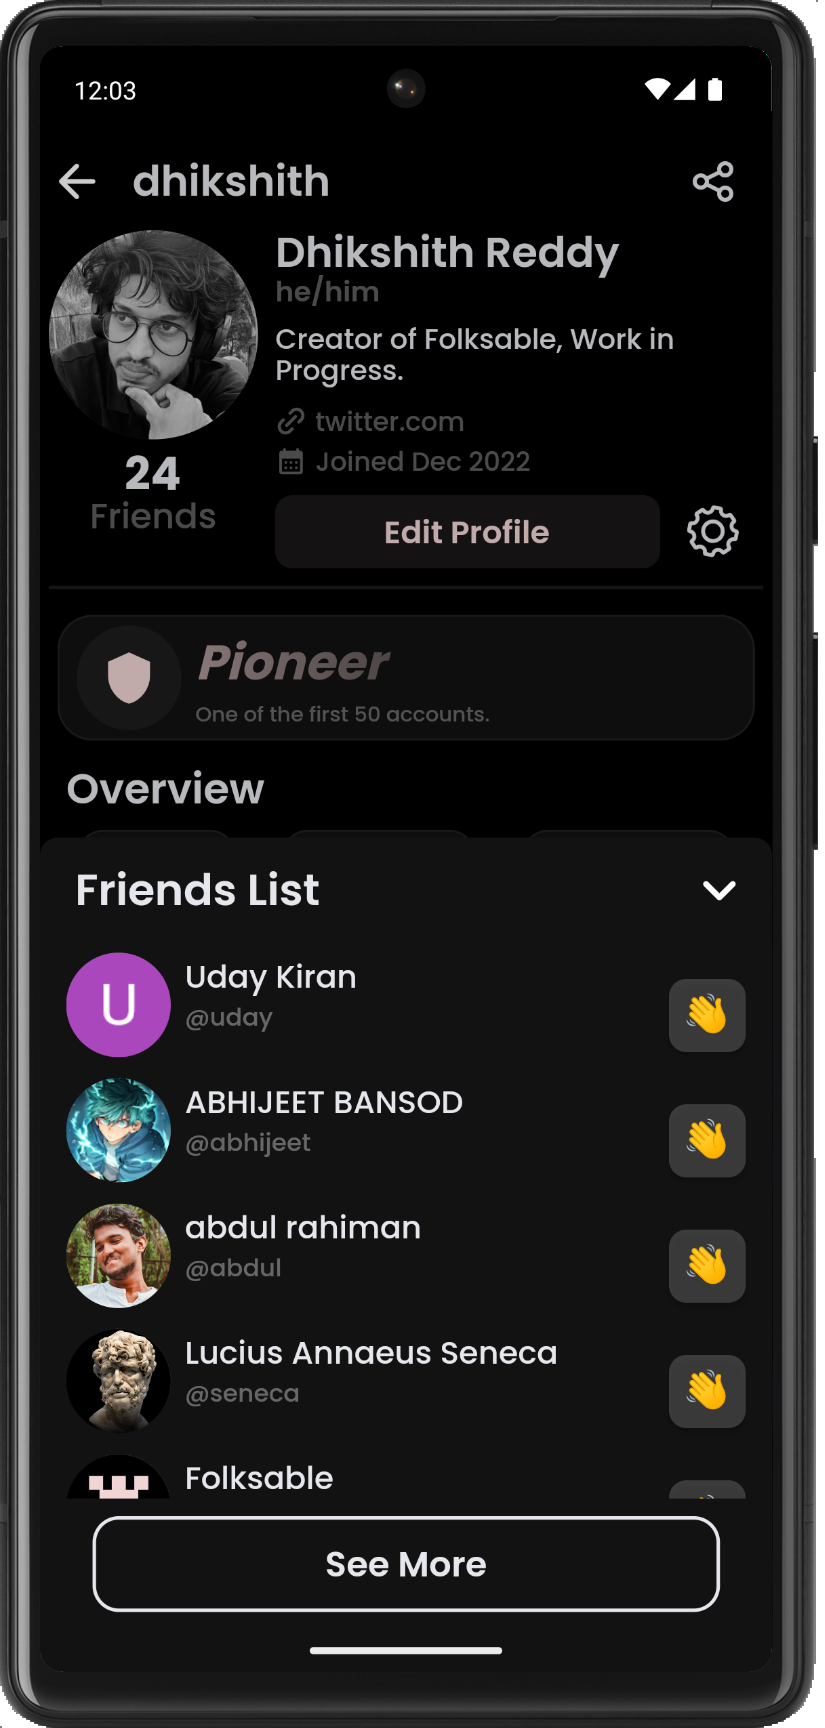 12:03
dhikshith
Dhikshith Reddy
he/him
Creator of Folksable, Work in
Progress.
twitter.com
Joined Dec 2022
24
Friends
Edit Profile
Pioneer
One of the first 50 accounts.
Overview
Friends List
U
Uday Kiran
@uday
ABHIJEET BANSOD
@abhijeet
abdul rahiman
@abdul
Lucius Annaeus Seneca
@seneca
Folksable
See More